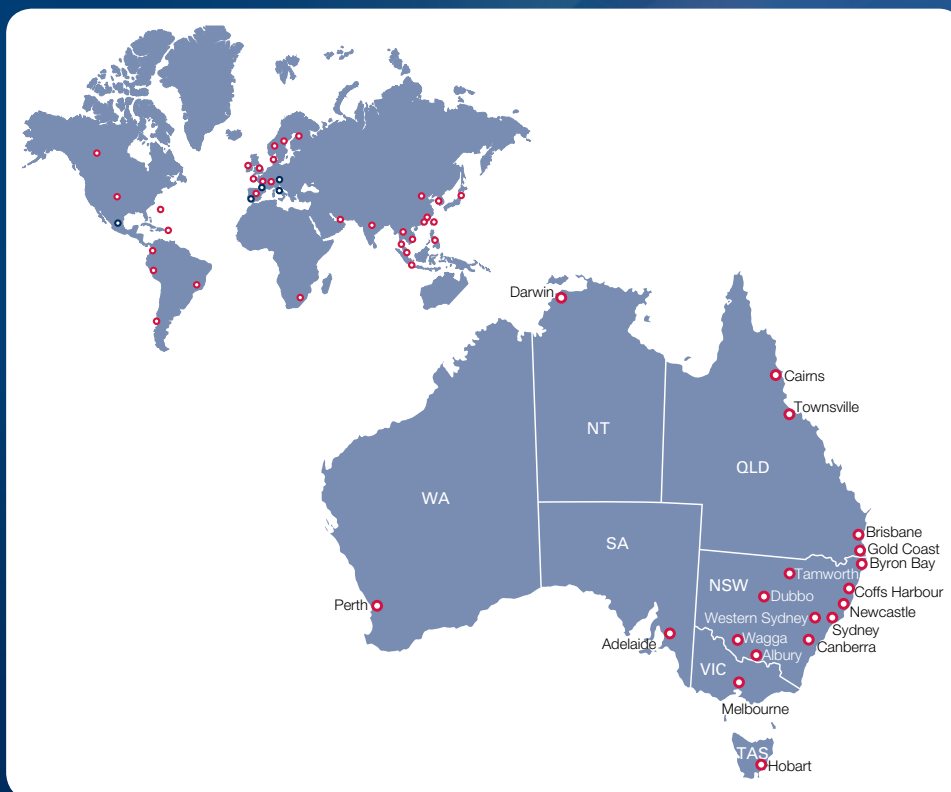 Darwin
Cairns
Townsville
NT
QLD
WA
Brisbane
SA
Gold Coast
Byron Bay
Tamworth
NSW
Coffs Harbour
Dubbo
Perth
Newcastle
Western Sydney
Sydney
Wagga
Adelaide
Canberra
Albury
VIC
Melbourne
TAS
Hobart